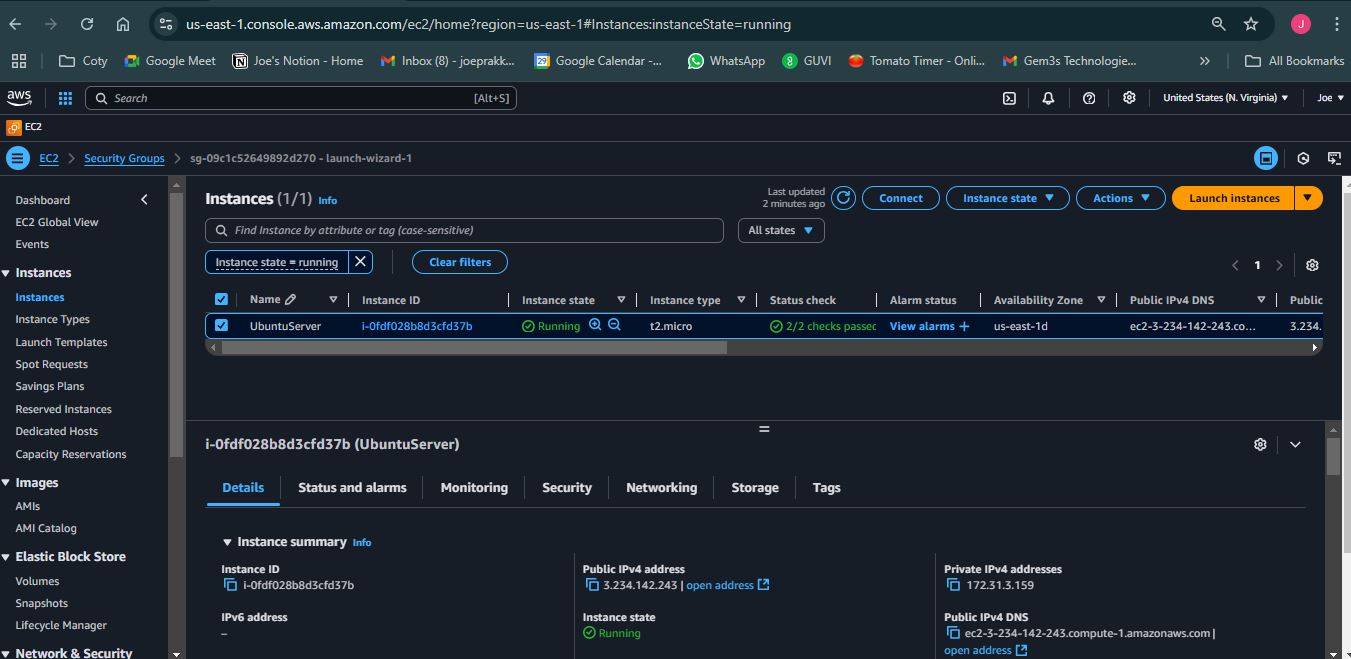 us-east-1.console.aws.amazon.com/ec2/home?region=us-east-1#Instances:instanceState=running
J
Coty Google Meet Joe's Notion - Home Inbox (8) - joeprakk... Google Calendar -... WhatsApp GUVI Tomato Timer - Onli... Gem3s Technologie... » All Bookmarks
aws Search [Alt+S] United States (N. Virginia) Joe
EC2
EC2 > Security Groups > sg-09c1c52649892d270 - launch-wizard-1
Dashboard
EC2 Global View
Events
Instances
Instances
Instance Types
Launch Templates
Spot Requests
Savings Plans
Reserved Instances
Dedicated Hosts
Capacity Reservations
Images
AMIs
AMI Catalog
Elastic Block Store
Volumes
Snapshots
Lifecycle Manager
Network & Security
Instances (1/1) Info
Last updated
2 minutes ago
Connect Instance state Actions Launch instances
Find Instance by attribute or tag (case-sensitive) All states
Instance state = running Clear filters
1
Name Instance ID Instance state Instance type Status check Alarm status Availability Zone Public IPv4 DNS Public
UbuntuServer i-0fdf028b8d3cfd37b Running t2.micro 2/2 checks passed View alarms + us-east-1d ec2-3-234-142-243.co... 3.234.
i-0fdf028b8d3cfd37b (UbuntuServer)
Details Status and alarms Monitoring Security Networking Storage Tags
Instance summary Info
Instance ID
i-0fdf028b8d3cfd37b
IPv6 address
–
Public IPv4 address
3.234.142.243 | open address
Instance state
Running
Private IPv4 addresses
172.31.3.159
Public IPv4 DNS
ec2-3-234-142-243.compute-1.amazonaws.com |
open address